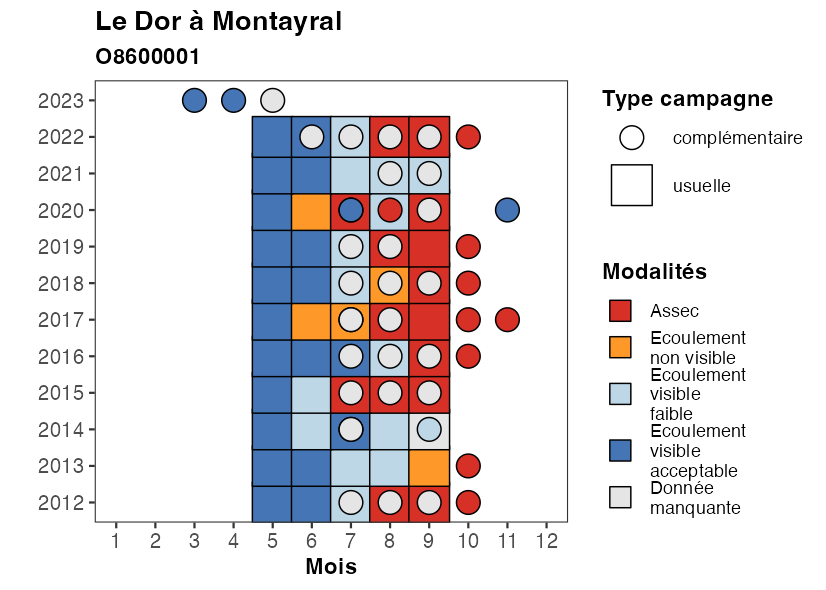 Le Dor à Montayral
O8600001
2023
2022
2021
2020
2019
2018
2017
2016
2015
2014
2013
2012
1 2 3 4 5 6 7 8 9 10 11 12
Mois
Type campagne
complémentaire
usuelle
Modalités
Assec
Ecoulement
non visible
Ecoulement
visible
faible
Ecoulement
visible
acceptable
Donnée
manquante